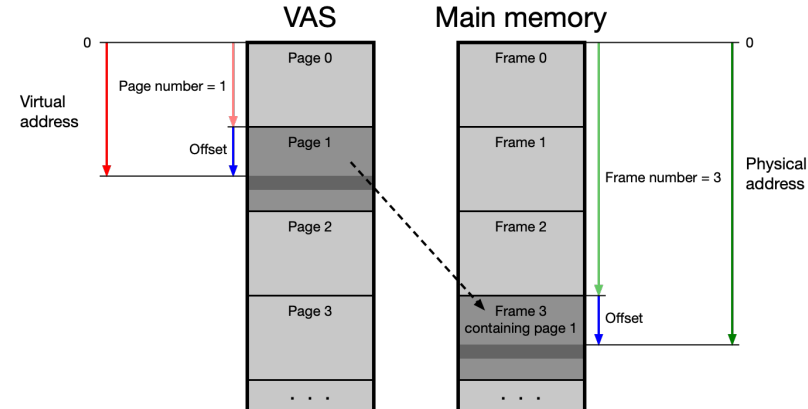 VAS
Main memory
0
0
Page 0
Frame 0
Page number = 1
Virtual
address
Page 1
Frame 1
Offset
Frame number = 3
Physical
address
Page 2
Frame 2
Page 3
Frame 3
containing page 1
Offset
. . .
. . .